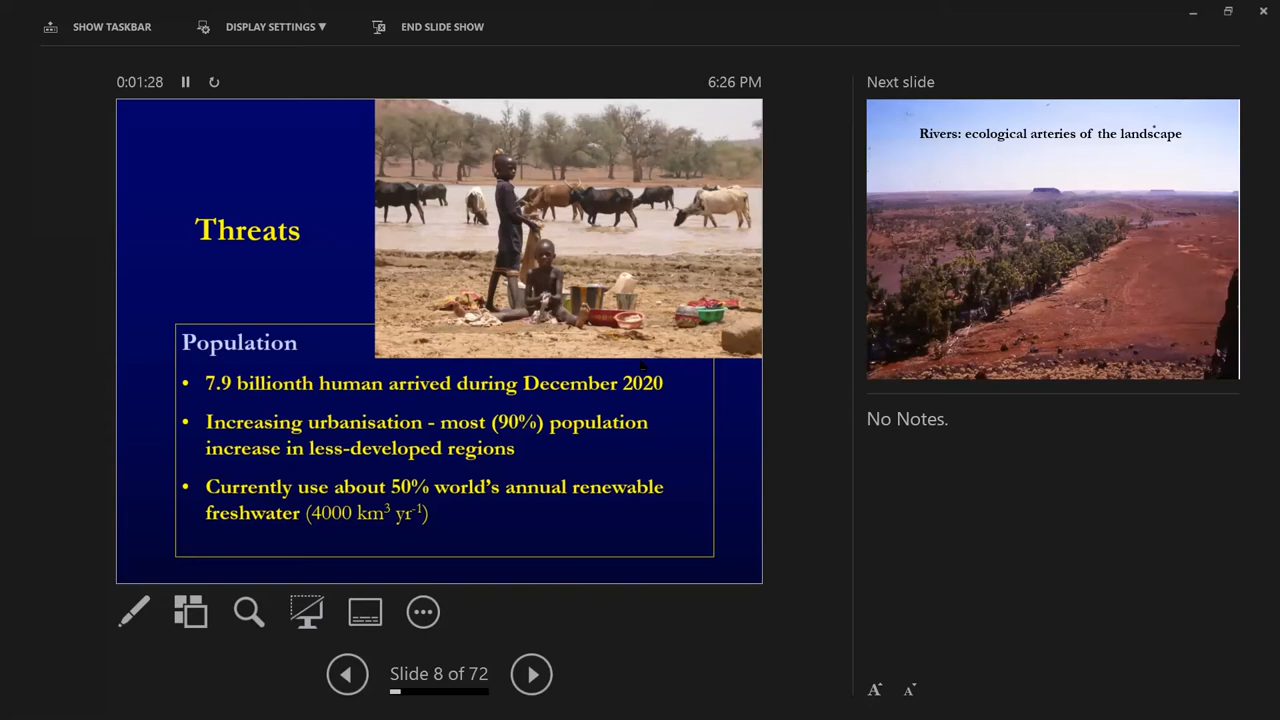 SHOW TASKBAR
DISPLAY SETTINGS ▼
END SLIDE SHOW
0:01:28
6:26 PM
Threats
Population
• 7.9 billionth human arrived during December 2020
• Increasing urbanisation - most (90%) population
increase in less-developed regions
• Currently use about 50% world's annual renewable
freshwater (4000 km³ yr⁻¹)
Slide 8 of 72
Next slide
Rivers: ecological arteries of the landscape
No Notes.
A A